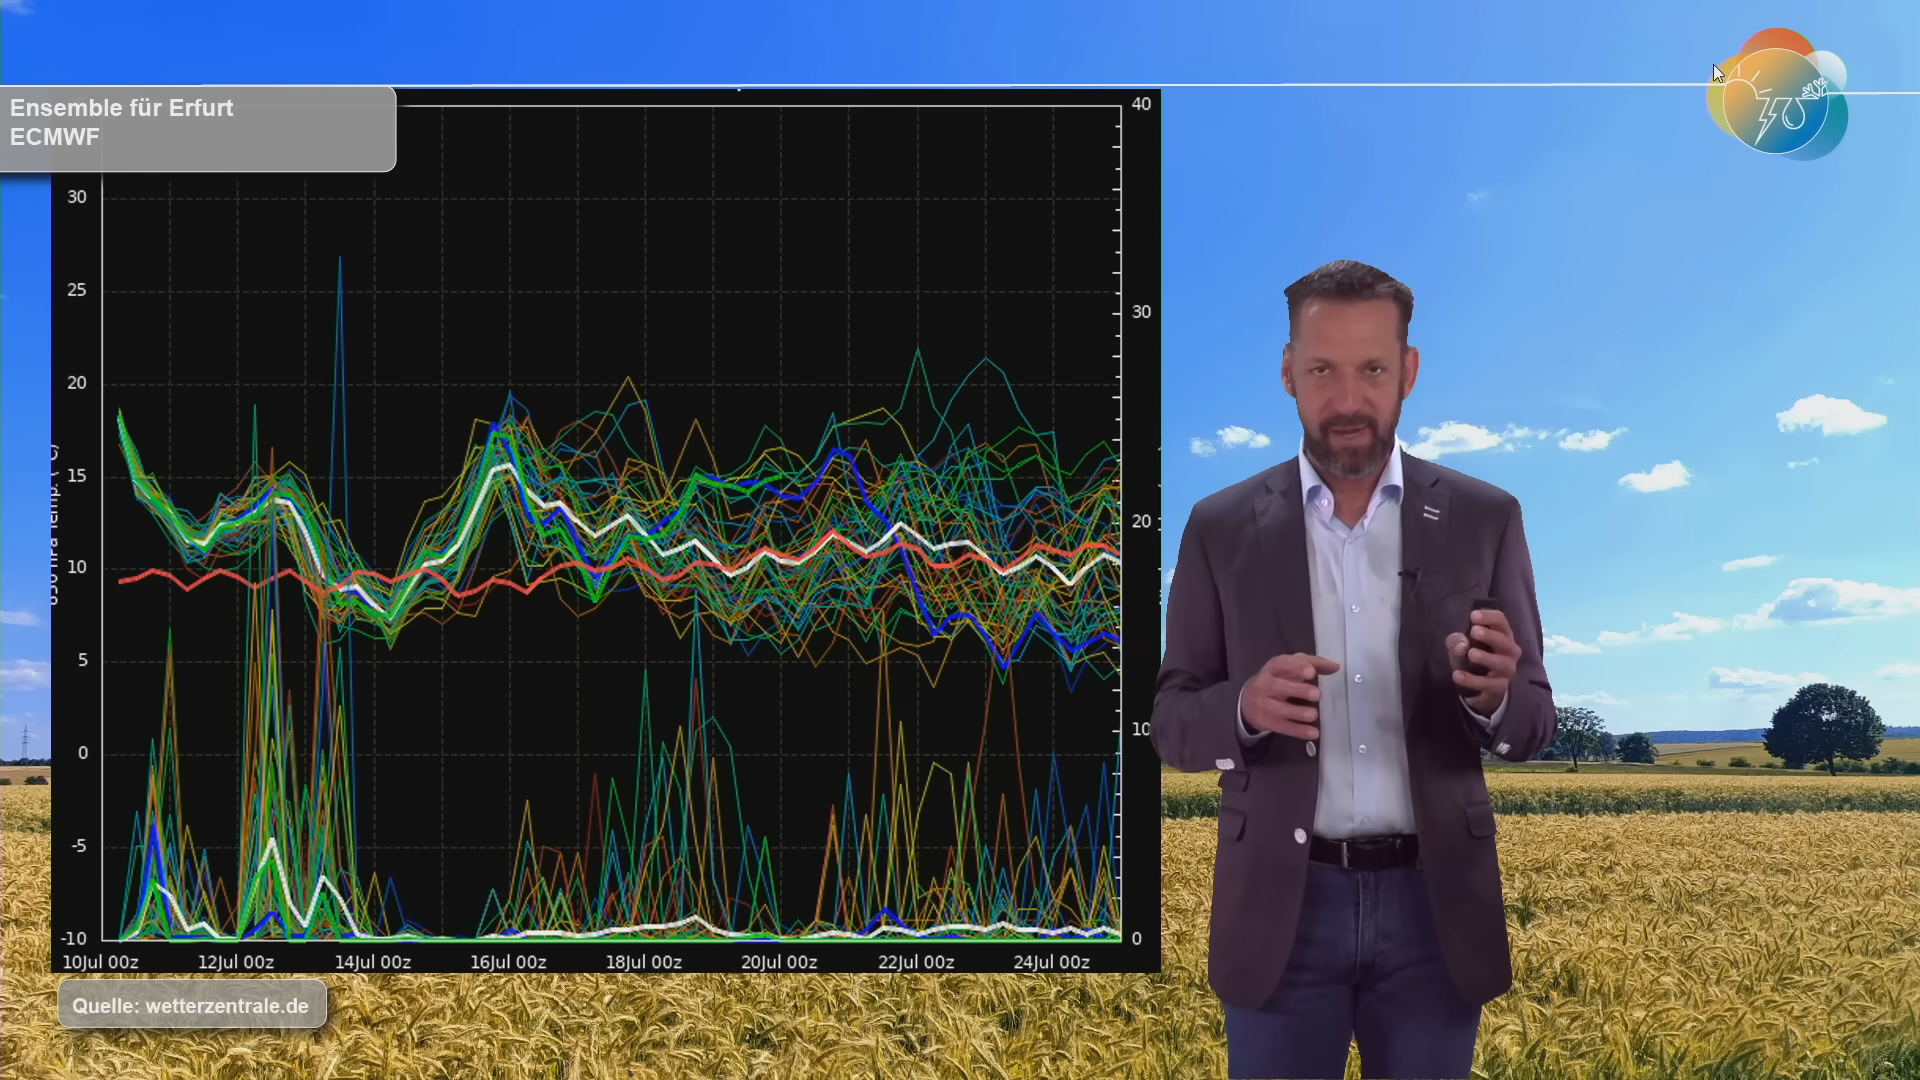 Ensemble für Erfurt
ECMWF
40
30
25
20
15
10
5
0
-5
-10
30
20
10
0
10Jul 00z
12Jul 00z
14Jul 00z
16Jul 00z
18Jul 00z
20Jul 00z
22Jul 00z
24Jul 00z
Quelle: wetterzentrale.de